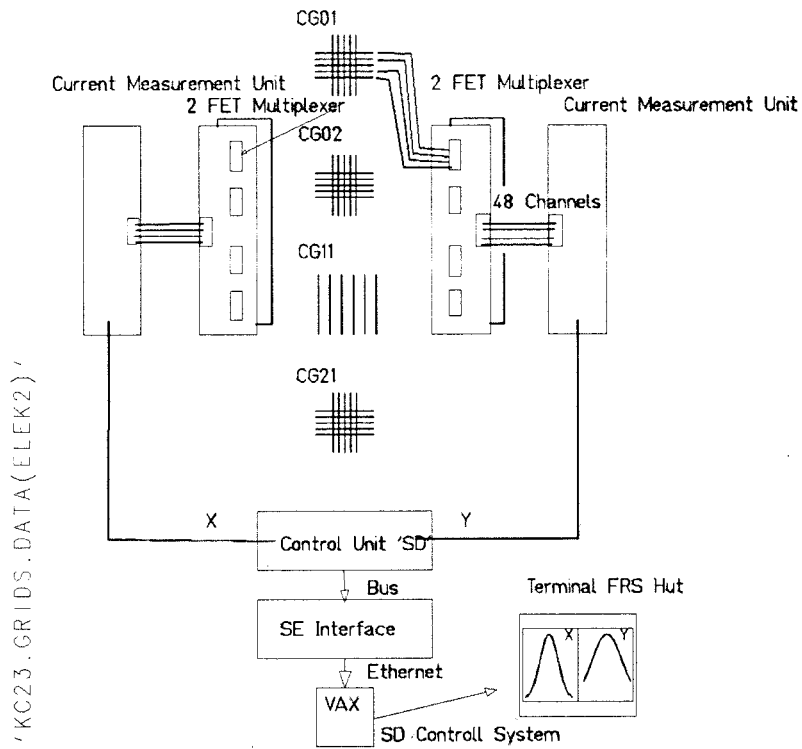 CG01
Current Measurement Unit
2 FET Multiplexer
2 FET Multiplexer
Current Measurement Unit
CG02
48 Channels
CG11
CG21
X
Y
Control Unit 'SD'
Bus
SE Interface
Ethernet
VAX
SD Controll System
Terminal FRS Hut
X
Y
'KC23.GRIDS.DATA(ELEK2)'